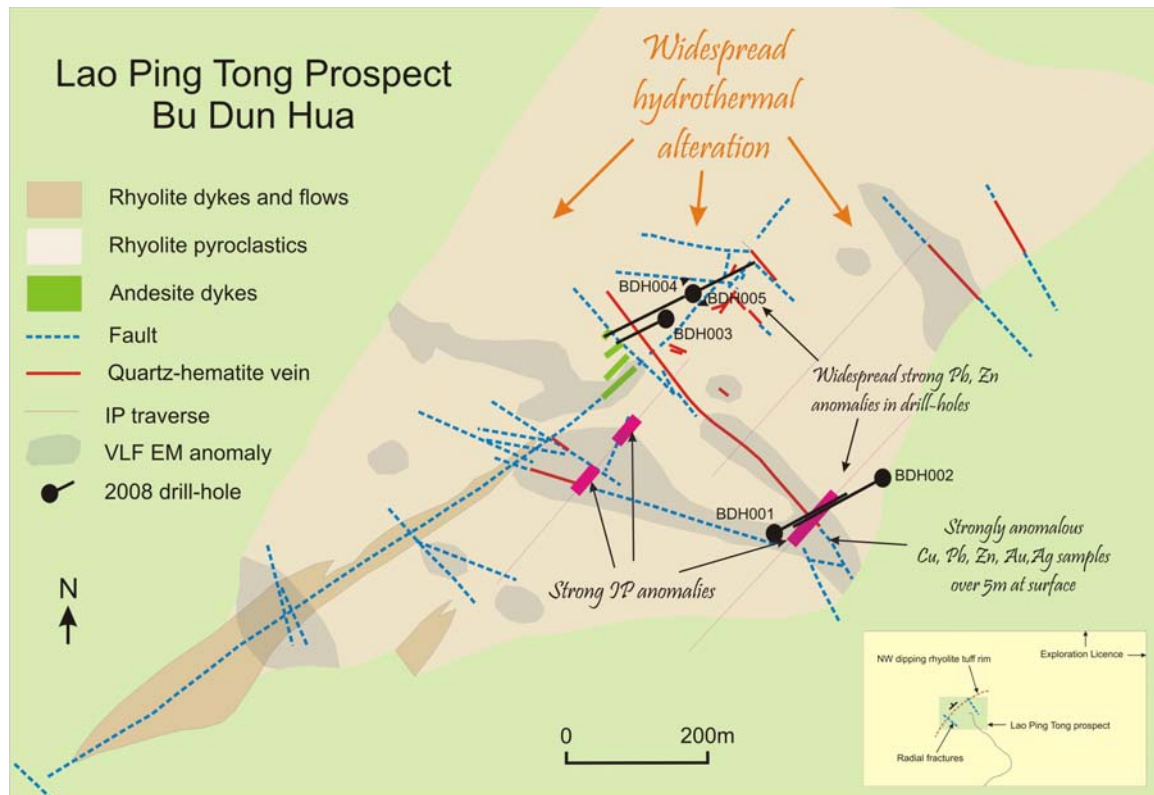 Lao Ping Tong Prospect
Bu Dun Hua
Widespread
hydrothermal
alteration
Rhyolite dykes and flows
Rhyolite pyroclastics
Andesite dykes
Fault
Quartz-hematite vein
IP traverse
VLF EM anomaly
2008 drill-hole
BDH004
BDH005
BDH003
Widespread strong Pb, Zn
anomalies in drill-holes
BDH002
BDH001
Strongly anomalous
Cu, Pb, Zn, Au,Ag samples
over 5m at surface
Strong IP anomalies
N
0 200m
Exploration Licence
NW dipping rhyolite tuff rim
Lao Ping Tong prospect
Radial fractures